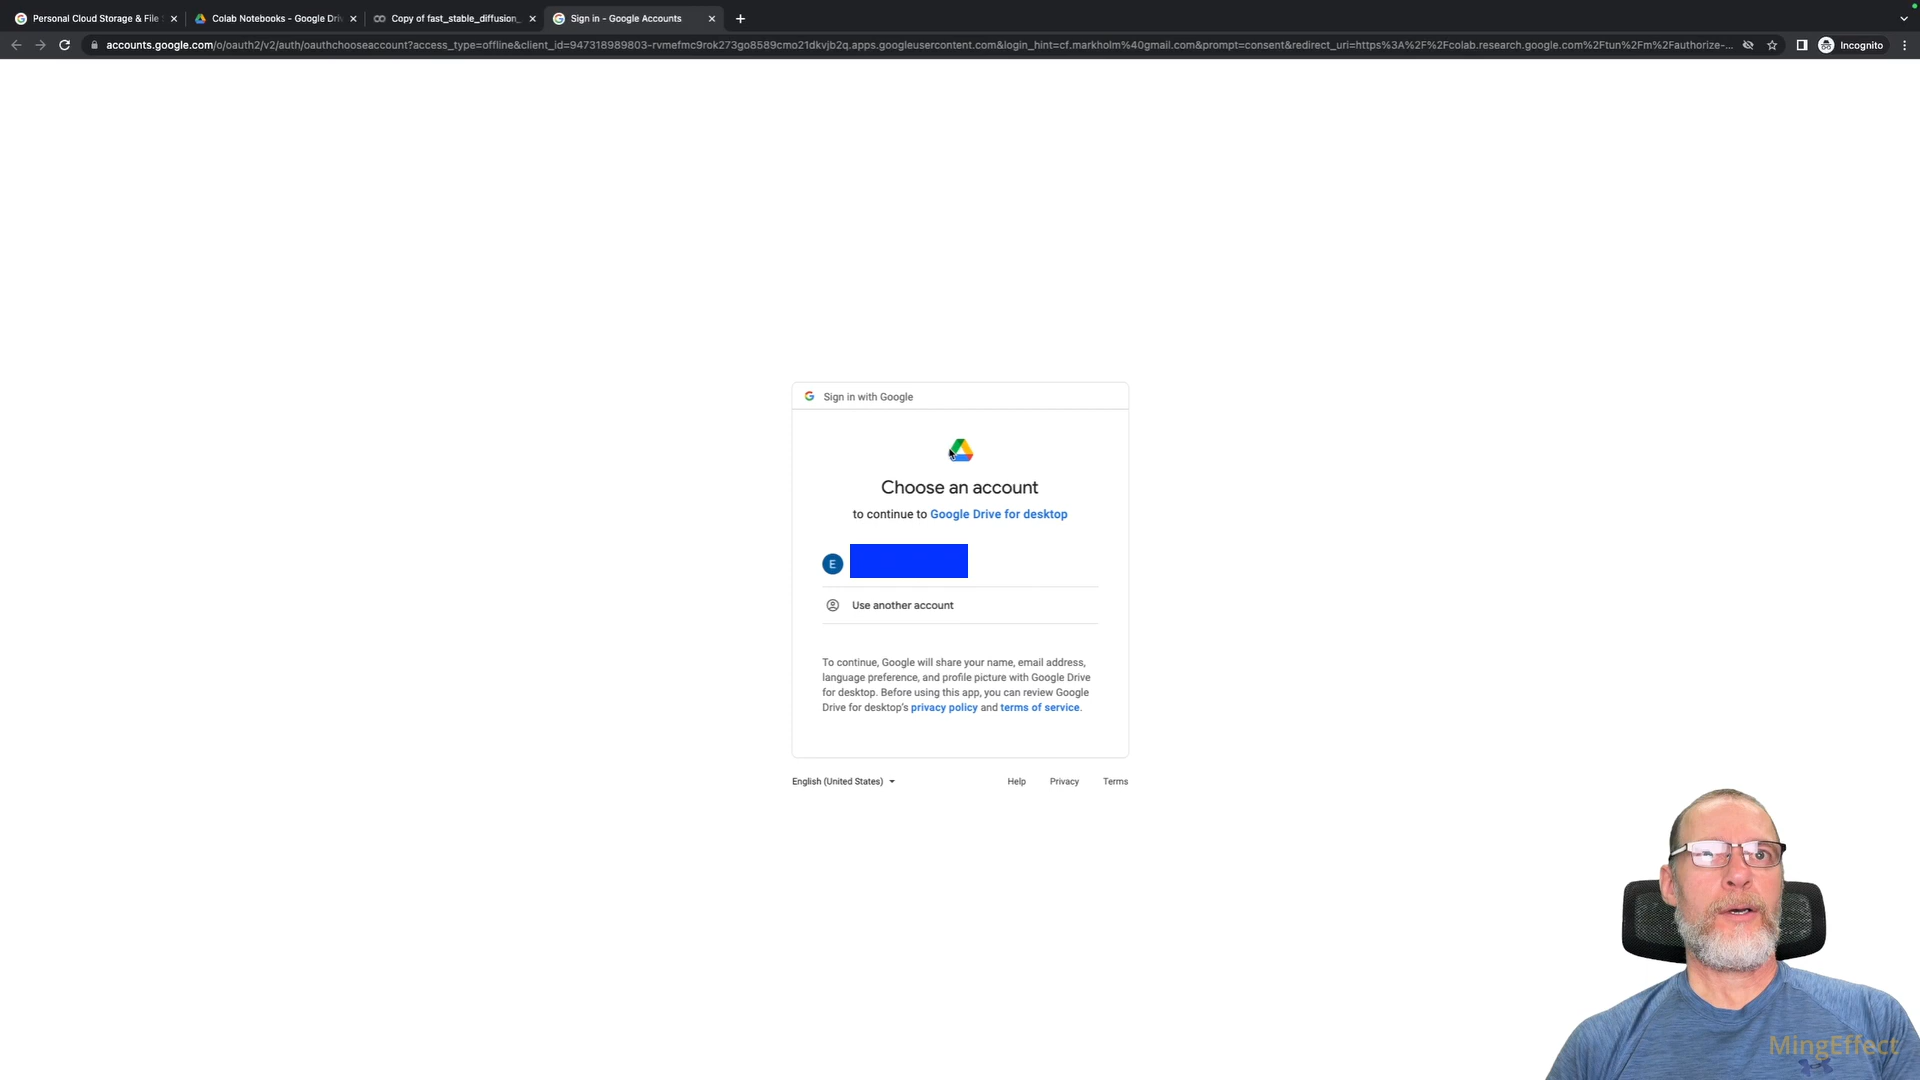 Personal Cloud Storage & File
Colab Notebooks - Google Dri
Copy of fast_stable_diffusion_
Sign in - Google Accounts
accounts.google.com/o/oauth2/v2/auth/oauthchooseaccount?access_type=offline&client_id=947318989803-rvmefmc9rok273go8589cmo21dkvjb2q.apps.googleusercontent.com&login_hint=cf.markholm%40gmail.com&prompt=consent&redirect_uri=https%3A%2F%2Fcolab.research.google.com%2Ftun%2Fm%2Fauthorize-...
Incognito
Sign in with Google
Choose an account
to continue to Google Drive for desktop
E
Use another account
To continue, Google will share your name, email address,
language preference, and profile picture with Google Drive
for desktop. Before using this app, you can review Google
Drive for desktop's privacy policy and terms of service.
English (United States)
Help
Privacy
Terms
MingEffect